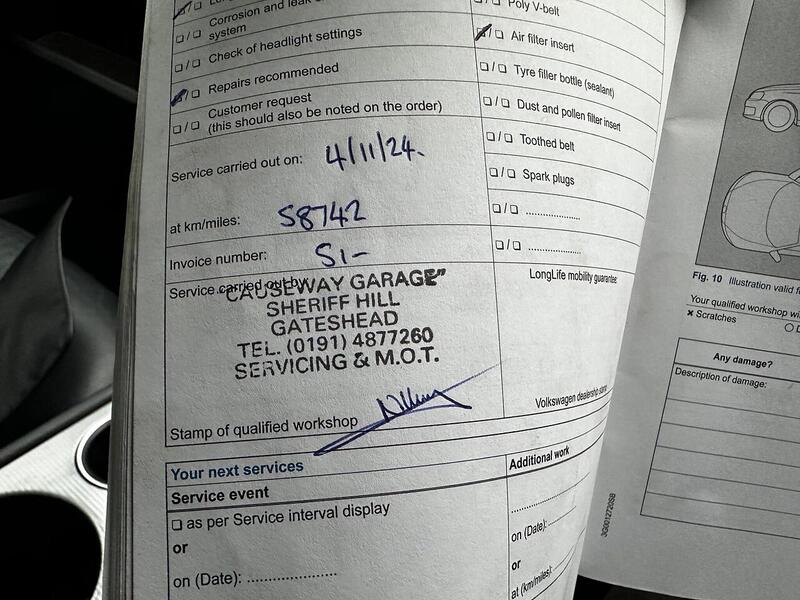 Corrosion and leak
system
Check of headlight settings
Repairs recommended
Customer request
(this should also be noted on the order)
Service carried out on: 4/11/24.
at km/miles: 58742
Invoice number: SI-
Service carried out by:
"CAUSEWAY GARAGE"
SHERIFF HILL
GATESHEAD
TEL. (0191) 4877260
SERVICING & M.O.T.
Stamp of qualified workshop
Poly V-belt
Air filter insert
Tyre filler bottle (sealant)
Dust and pollen filter insert
Toothed belt
Spark plugs
LongLife mobility guarantee:
Volkswagen dealership stamp
Your next services
Service event
as per Service interval display
or
on (Date): ....................
Additional work
on (Date):
or
at (km/miles):
3G0012720SB
Fig. 10 Illustration valid f
Your qualified workshop wi
× Scratches
Any damage?
Description of damage: